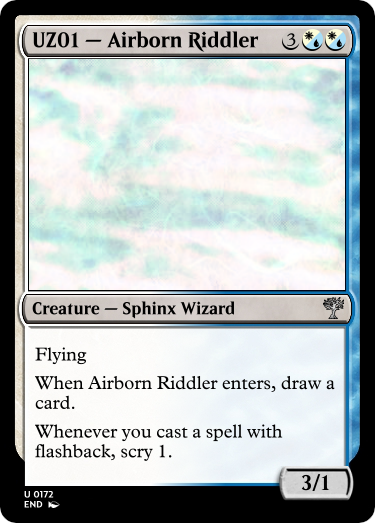 UZ01 — Airborn Riddler 3
Creature — Sphinx Wizard
Flying
When Airborn Riddler enters, draw a
card.
Whenever you cast a spell with
flashback, scry 1.
3/1
U 0172
END